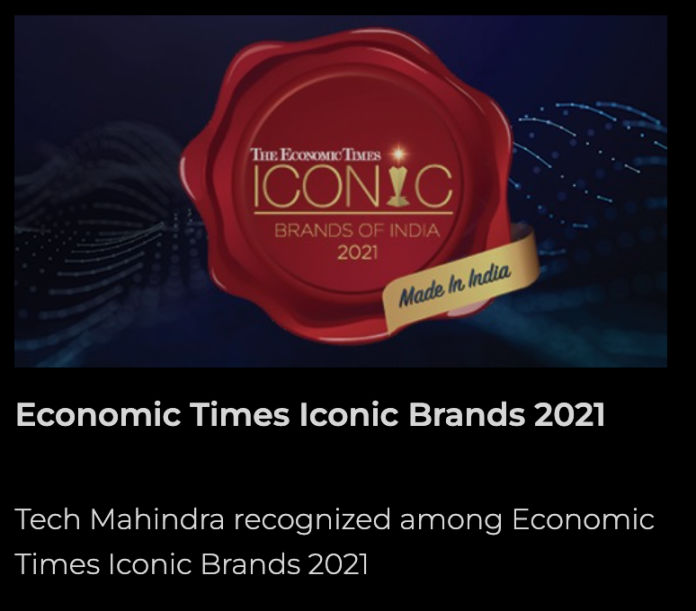 THE ECONOMIC TIMES
ICONIC
BRANDS OF INDIA
2021
Made In India
Economic Times Iconic Brands 2021
Tech Mahindra recognized among Economic
Times Iconic Brands 2021